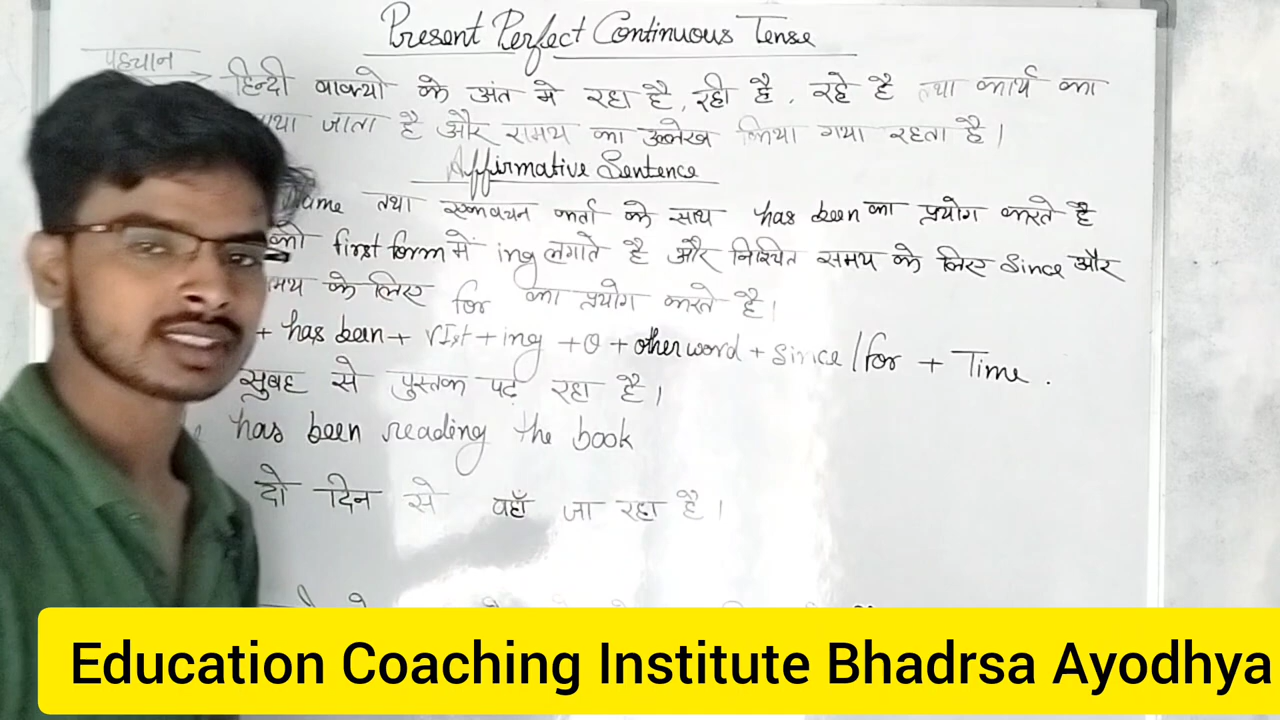 Present Perfect Continuous Tense
पहचान
हिन्दी वाक्यो के अंत मे रहा है, रही है, रहे है तथा कार्य का
जाता है और समय का उल्लेख किया गया रहता है।
Affirmative Sentence
Name तथा एकवचन कर्ता के साथ has been का प्रयोग करते है
को first form में ing लगाते है और निश्चित समय के लिए Since और
समय के लिए for का प्रयोग करते है।
+ has been + VIst + ing + O + other word + Since / for + Time.
सुबह से पुस्तक पढ़ रहा है।
has been reading the book
दो दिन से वहाँ जा रहा है।
Education Coaching Institute Bhadrsa Ayodhya